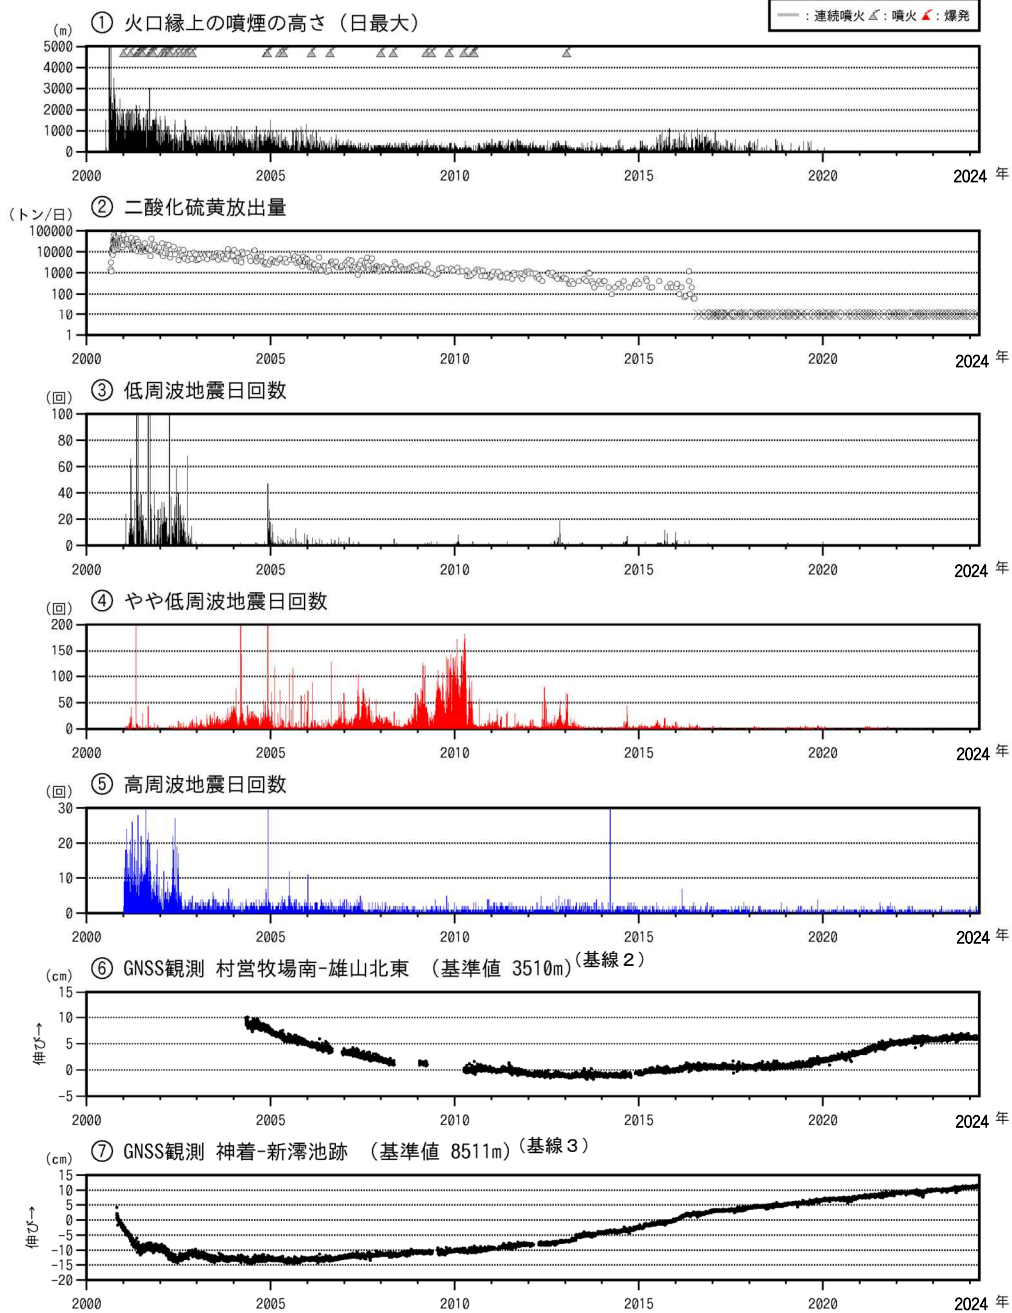 ：連続噴火 ：噴火 ：爆発
① 火口縁上の噴煙の高さ（日最大）
(m)
5000
4000
3000
2000
1000
0
2000 2005 2010 2015 2020 2024 年
② 二酸化硫黄放出量
(トン/日)
100000
10000
1000
100
10
1
2000 2005 2010 2015 2020 2024 年
③ 低周波地震日回数
(回)
100
80
60
40
20
0
2000 2005 2010 2015 2020 2024 年
④ やや低周波地震日回数
(回)
200
150
100
50
0
2000 2005 2010 2015 2020 2024 年
⑤ 高周波地震日回数
(回)
30
20
10
0
2000 2005 2010 2015 2020 2024 年
⑥ GNSS観測 村営牧場南-雄山北東 （基準値 3510m)（基線２）
(cm)
15
10
5
0
-5
伸び→
2000 2005 2010 2015 2020 2024 年
⑦ GNSS観測 神着-新澪池跡 （基準値 8511m)（基線３）
(cm)
15
10
5
0
-5
-10
-15
-20
伸び→
2000 2005 2010 2015 2020 2024 年